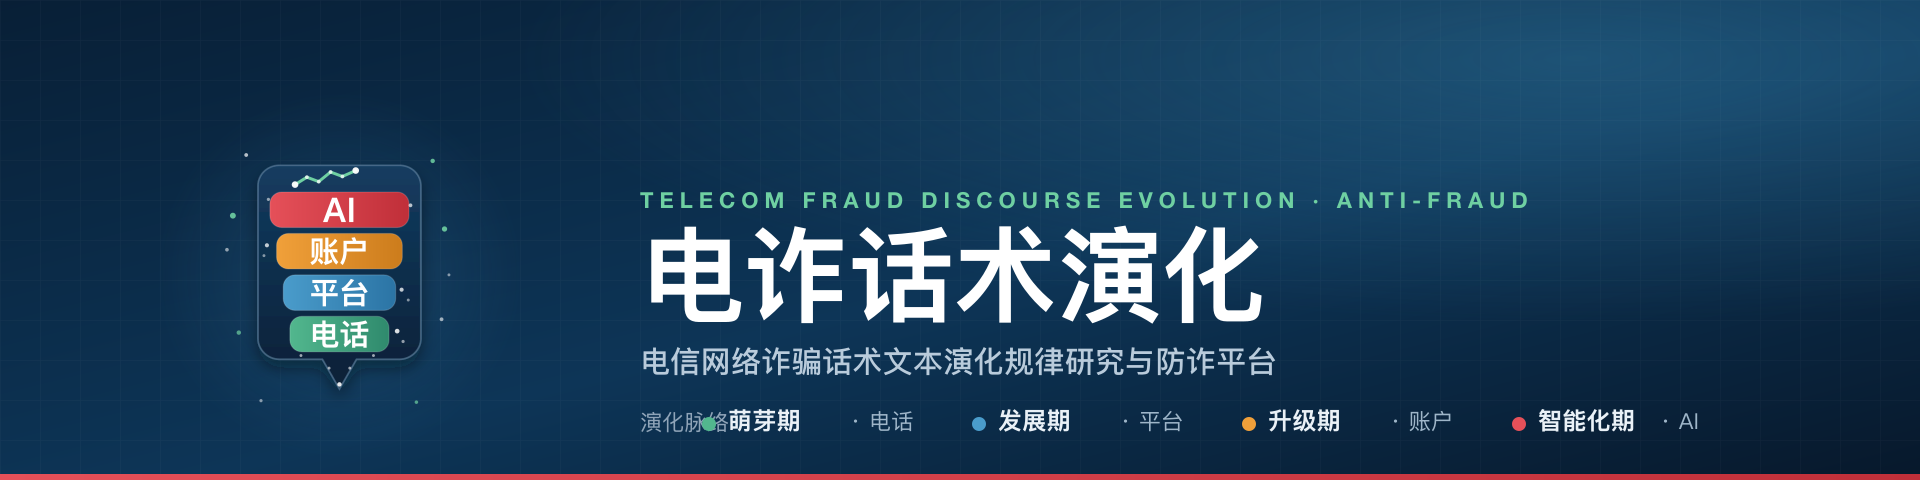 AI
账户
平台
电话
TELECOM FRAUD DISCOURSE EVOLUTION · ANTI-FRAUD
电诈话术演化
电信网络诈骗话术文本演化规律研究与防诈平台
演化脉络 萌芽期 · 电话 发展期 · 平台 升级期 · 账户 智能化期 · AI